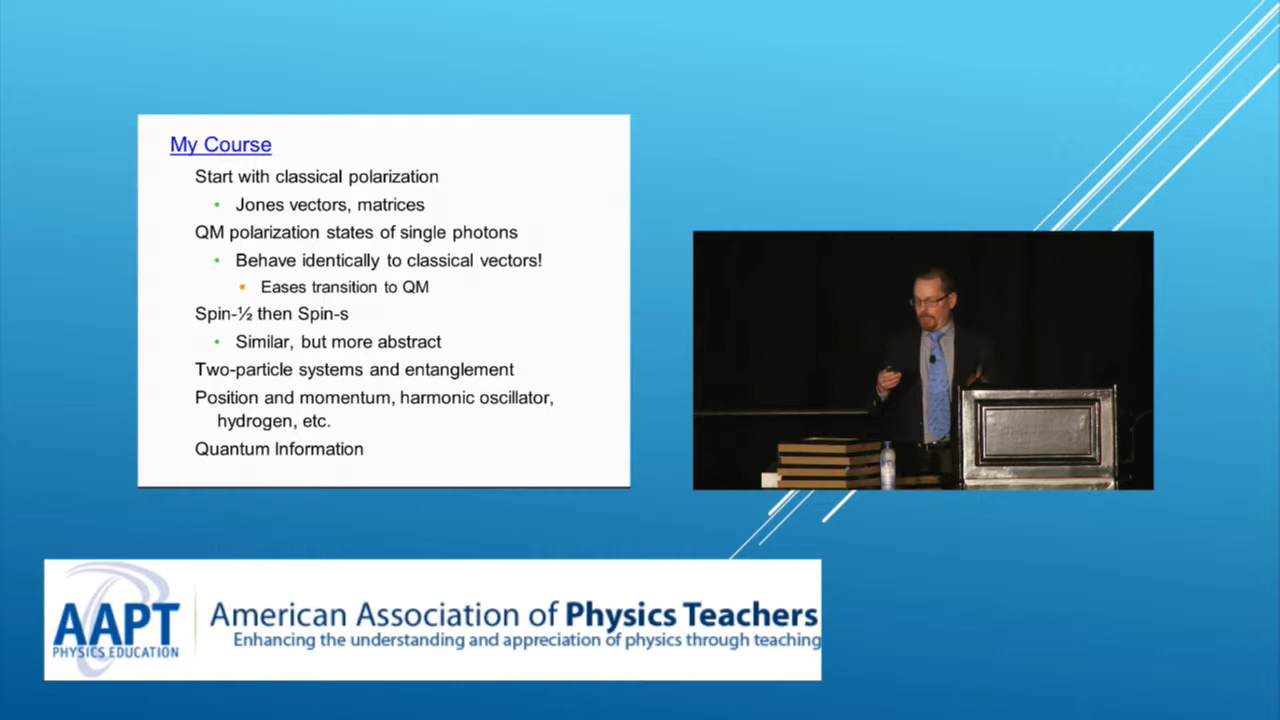 My Course
Start with classical polarization
• Jones vectors, matrices
QM polarization states of single photons
• Behave identically to classical vectors!
▪ Eases transition to QM
Spin-½ then Spin-s
• Similar, but more abstract
Two-particle systems and entanglement
Position and momentum, harmonic oscillator,
hydrogen, etc.
Quantum Information
AAPT
PHYSICS EDUCATION
American Association of Physics Teachers
Enhancing the understanding and appreciation of physics through teaching